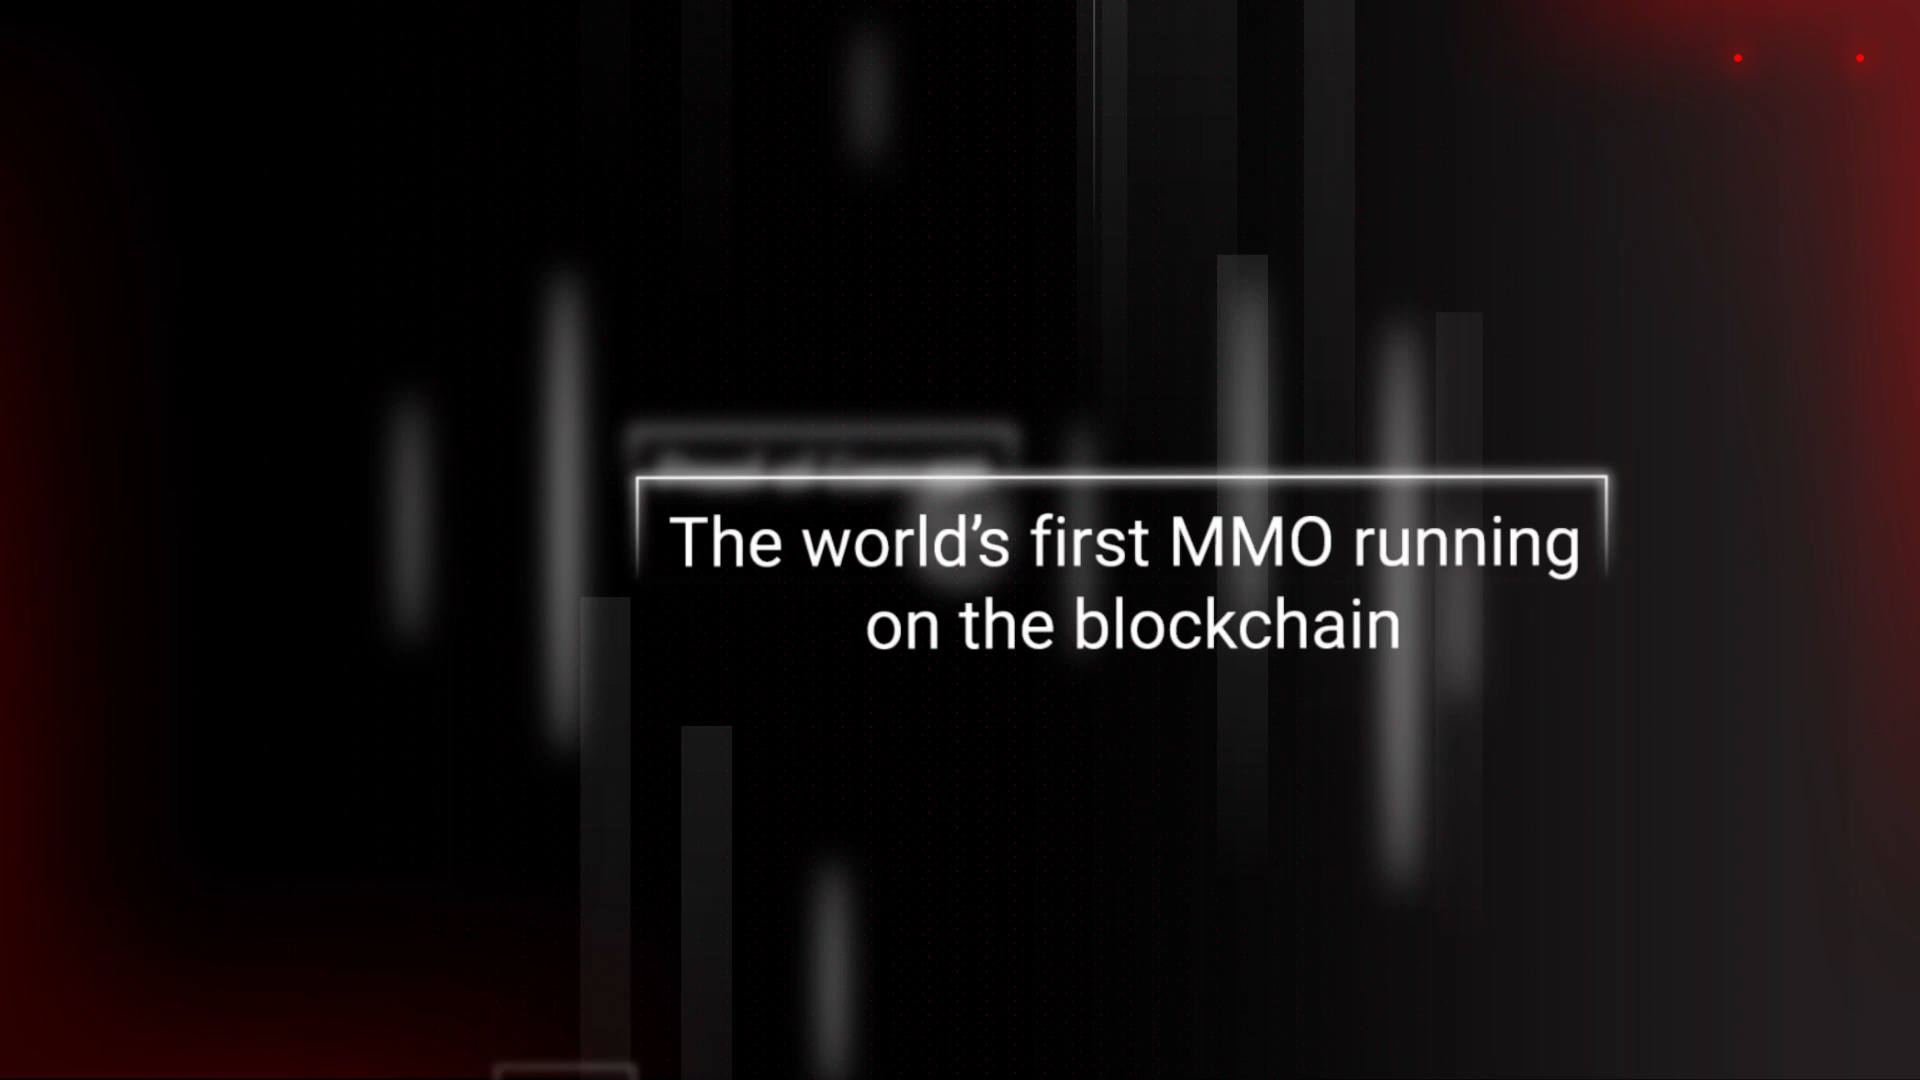 The world’s first MMO running
on the blockchain